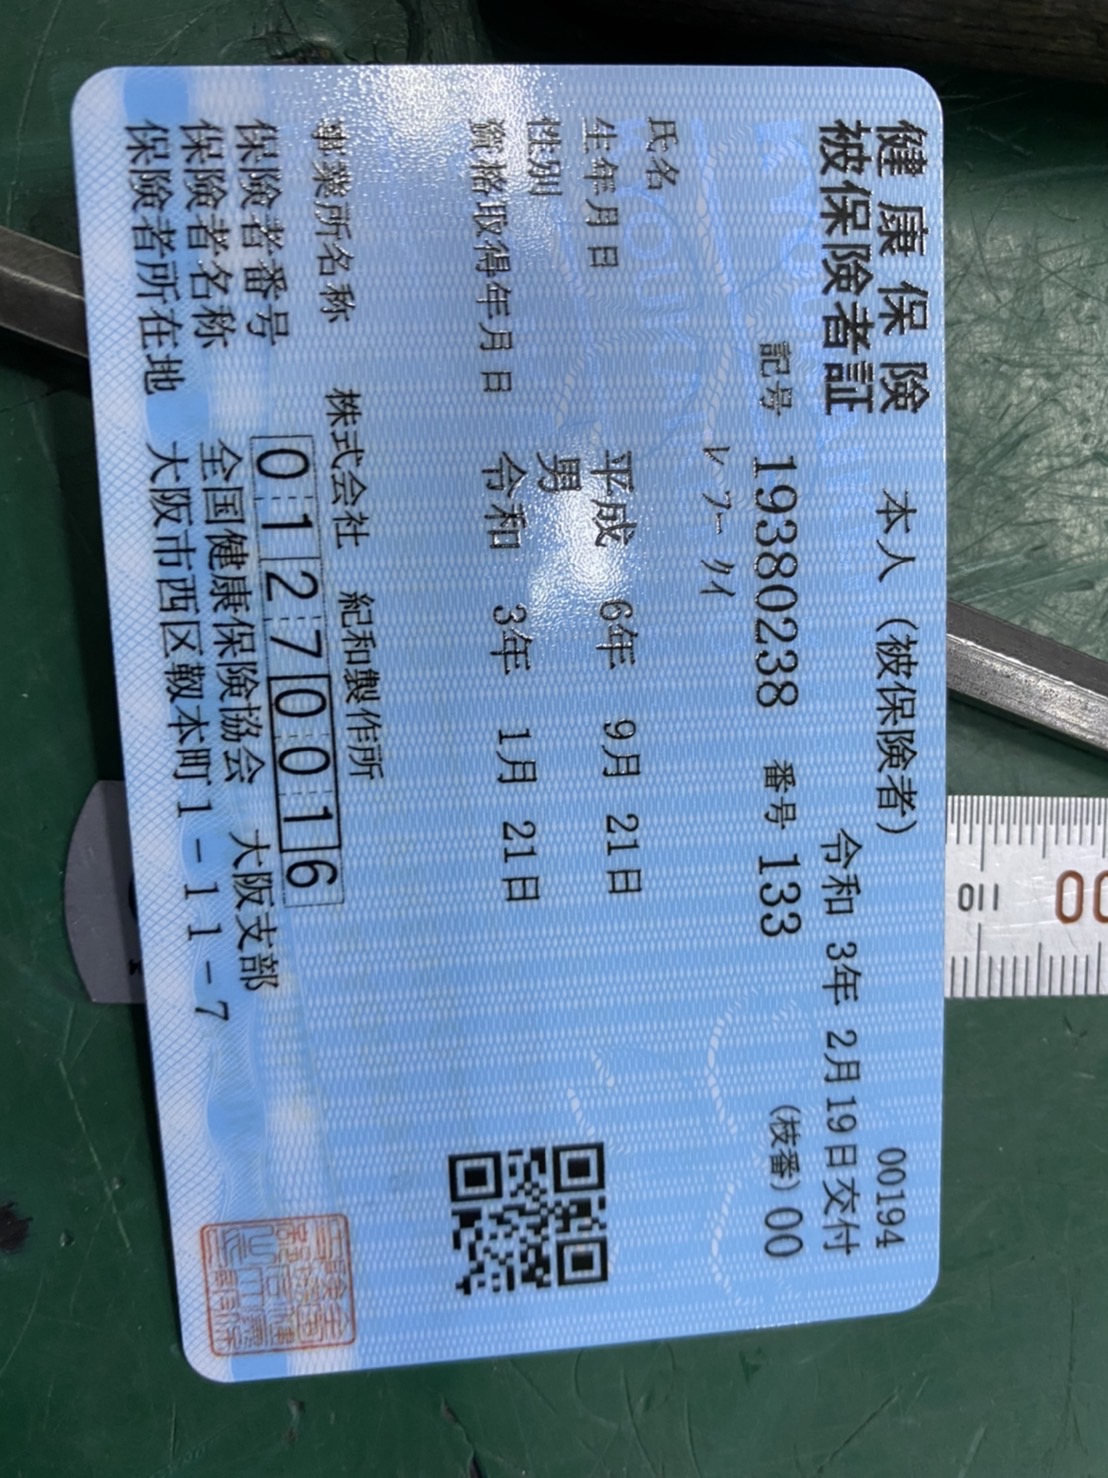 健康保険
被保険者証
本人（被保険者）
00194
令和 3年 2月 19日交付
記号 19380238 番号 133 （枝番）00
ﾚ ﾌｰ ｸｲ
氏名
生年月日 平成 6年 9月 21日
性別 男
資格取得年月日 令和 3年 1月 21日
事業所名称 株式会社 紀和製作所
保険者番号 01270016
保険者名称 全国健康保険協会 大阪支部
保険者所在地 大阪市西区靱本町1-11-7
110
00